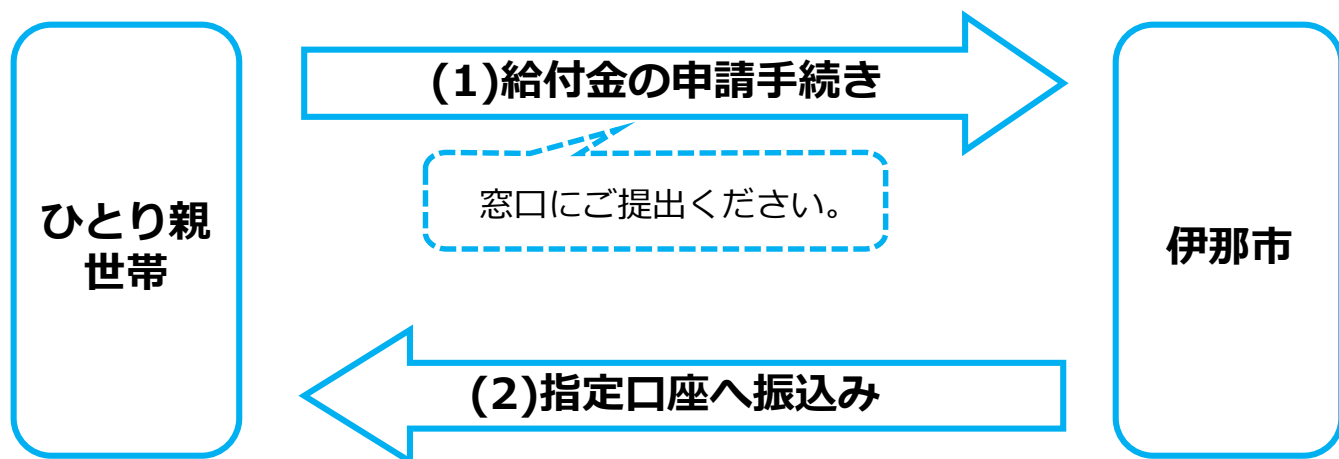 (1)給付金の申請手続き
窓口にご提出ください。
ひとり親
世帯
伊那市
(2)指定口座へ振込み